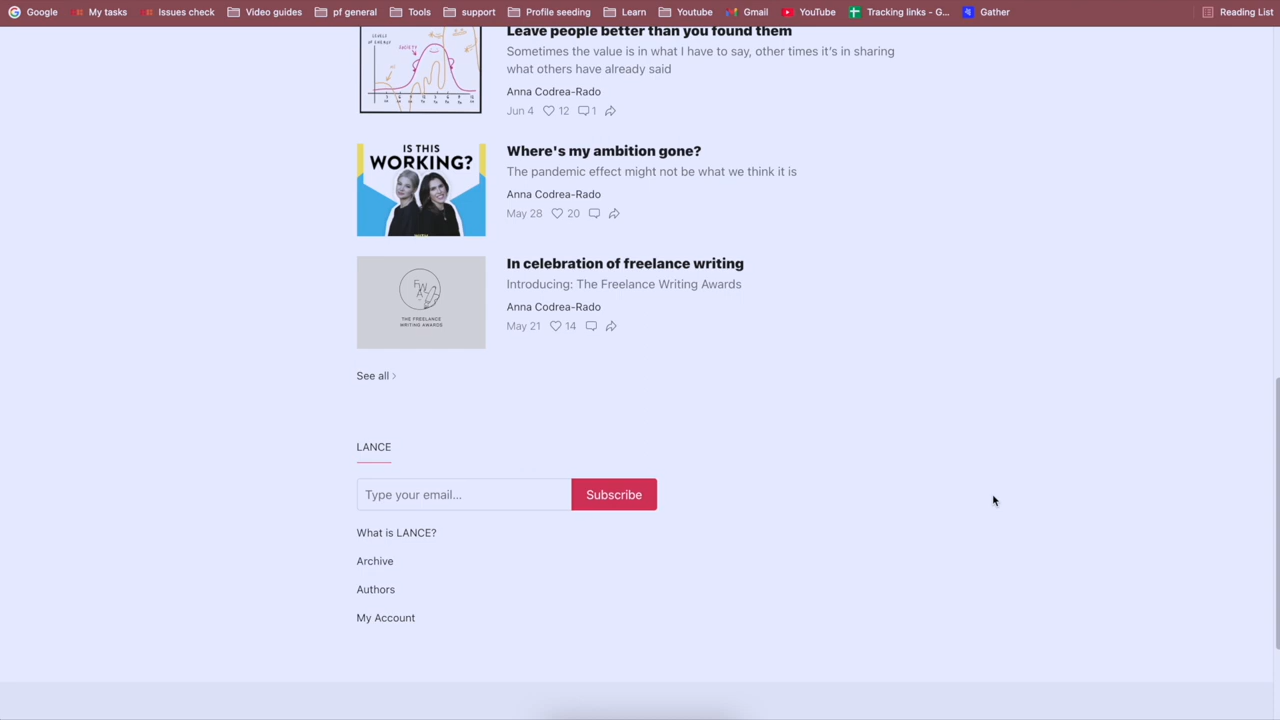 Google My tasks Issues check Video guides pf general Tools support Profile seeding Learn Youtube Gmail YouTube Tracking links - G... Gather Reading List
Leave people better than you found them
Sometimes the value is in what I have to say, other times it's in sharing
what others have already said
Anna Codrea-Rado
Jun 4 12 1
SOCIETY
IS THIS
WORKING?
Where's my ambition gone?
The pandemic effect might not be what we think it is
Anna Codrea-Rado
May 28 20
THE FREELANCE
WRITING AWARDS
In celebration of freelance writing
Introducing: The Freelance Writing Awards
Anna Codrea-Rado
May 21 14
See all
LANCE
Type your email...
Subscribe
What is LANCE?
Archive
Authors
My Account